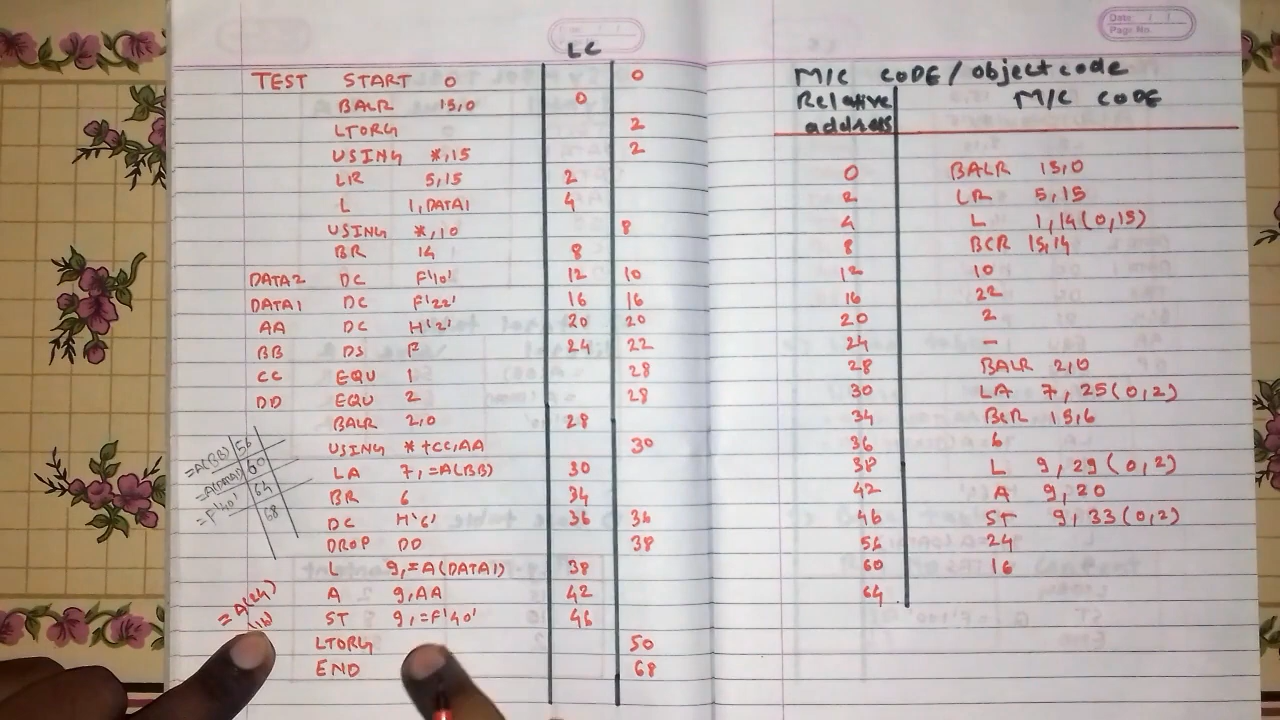 LC
TEST START 0 0
BALR 15,0 0
LTORG 2
USING *,15 2
LR 5,15 2
L 1,DATA1 4
USING *,10 8
BR 14 8
DATA2 DC F'10' 12 10
DATA1 DC F'22' 16 16
AA DC H'2' 20 20
BB DS F 24 22
CC EQU 1 28
DD EQU 2 28
BALR 2,0 28
USING *+CC,AA 30
LA 7,=A(BB) 30
BR 6 34
DC H'6' 36 36
DROP DD 38
L 9,=A(DATA1) 38
A 9,AA 42
ST 9,=F'40' 46
LTORG 50
END 68
=A(BB) 56
=A(DATA1) 60
=F'40' 64
68
=A(24)
(16)
Date / /
Page No.
M/C CODE / object code
Relative address M/C CODE
0 BALR 15,0
2 LR 5,15
4 L 1,14(0,15)
8 BCR 15,14
12 10
16 22
20 2
24 -
28 BALR 2,0
30 LA 7,25(0,2)
34 BCR 15,6
36 6
38 L 9,29(0,2)
42 A 9,20
46 ST 9,33(0,2)
56 24
60 16
64